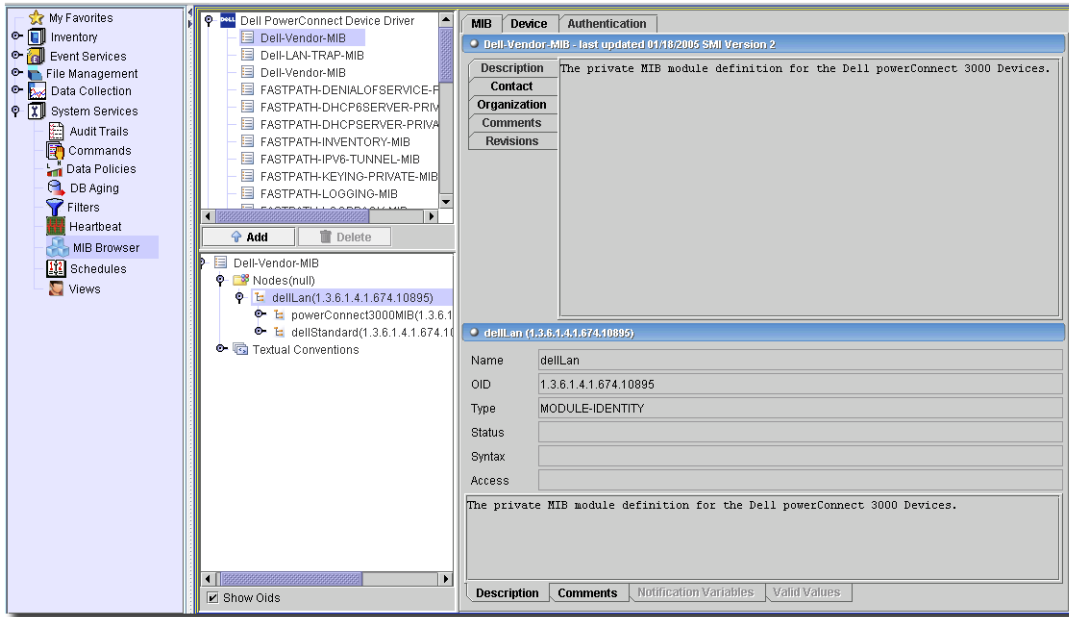 My Favorites
Inventory
Event Services
File Management
Data Collection
System Services
Audit Trails
Commands
Data Policies
DB Aging
Filters
Heartbeat
MIB Browser
Schedules
Views
DELL Dell PowerConnect Device Driver
Dell-Vendor-MIB
Dell-LAN-TRAP-MIB
Dell-Vendor-MIB
FASTPATH-DENIALOFSERVICE-F
FASTPATH-DHCP6SERVER-PRIV
FASTPATH-DHCPSERVER-PRIVA
FASTPATH-INVENTORY-MIB
FASTPATH-IPV6-TUNNEL-MIB
FASTPATH-KEYING-PRIVATE-MIB
FASTPATH-LOGGING-MIB
Add Delete
Dell-Vendor-MIB
Nodes(null)
dellLan(1.3.6.1.4.1.674.10895)
powerConnect3000MIB(1.3.6.1
dellStandard(1.3.6.1.4.1.674.1(
Textual Conventions
Show Oids
MIB Device Authentication
Dell-Vendor-MIB - last updated 01/18/2005 SMI Version 2
Description
Contact
Organization
Comments
Revisions
The private MIB module definition for the Dell powerConnect 3000 Devices.
dellLan (1.3.6.1.4.1.674.10895)
Name dellLan
OID 1.3.6.1.4.1.674.10895
Type MODULE-IDENTITY
Status
Syntax
Access
The private MIB module definition for the Dell powerConnect 3000 Devices.
Description Comments Notification Variables Valid Values